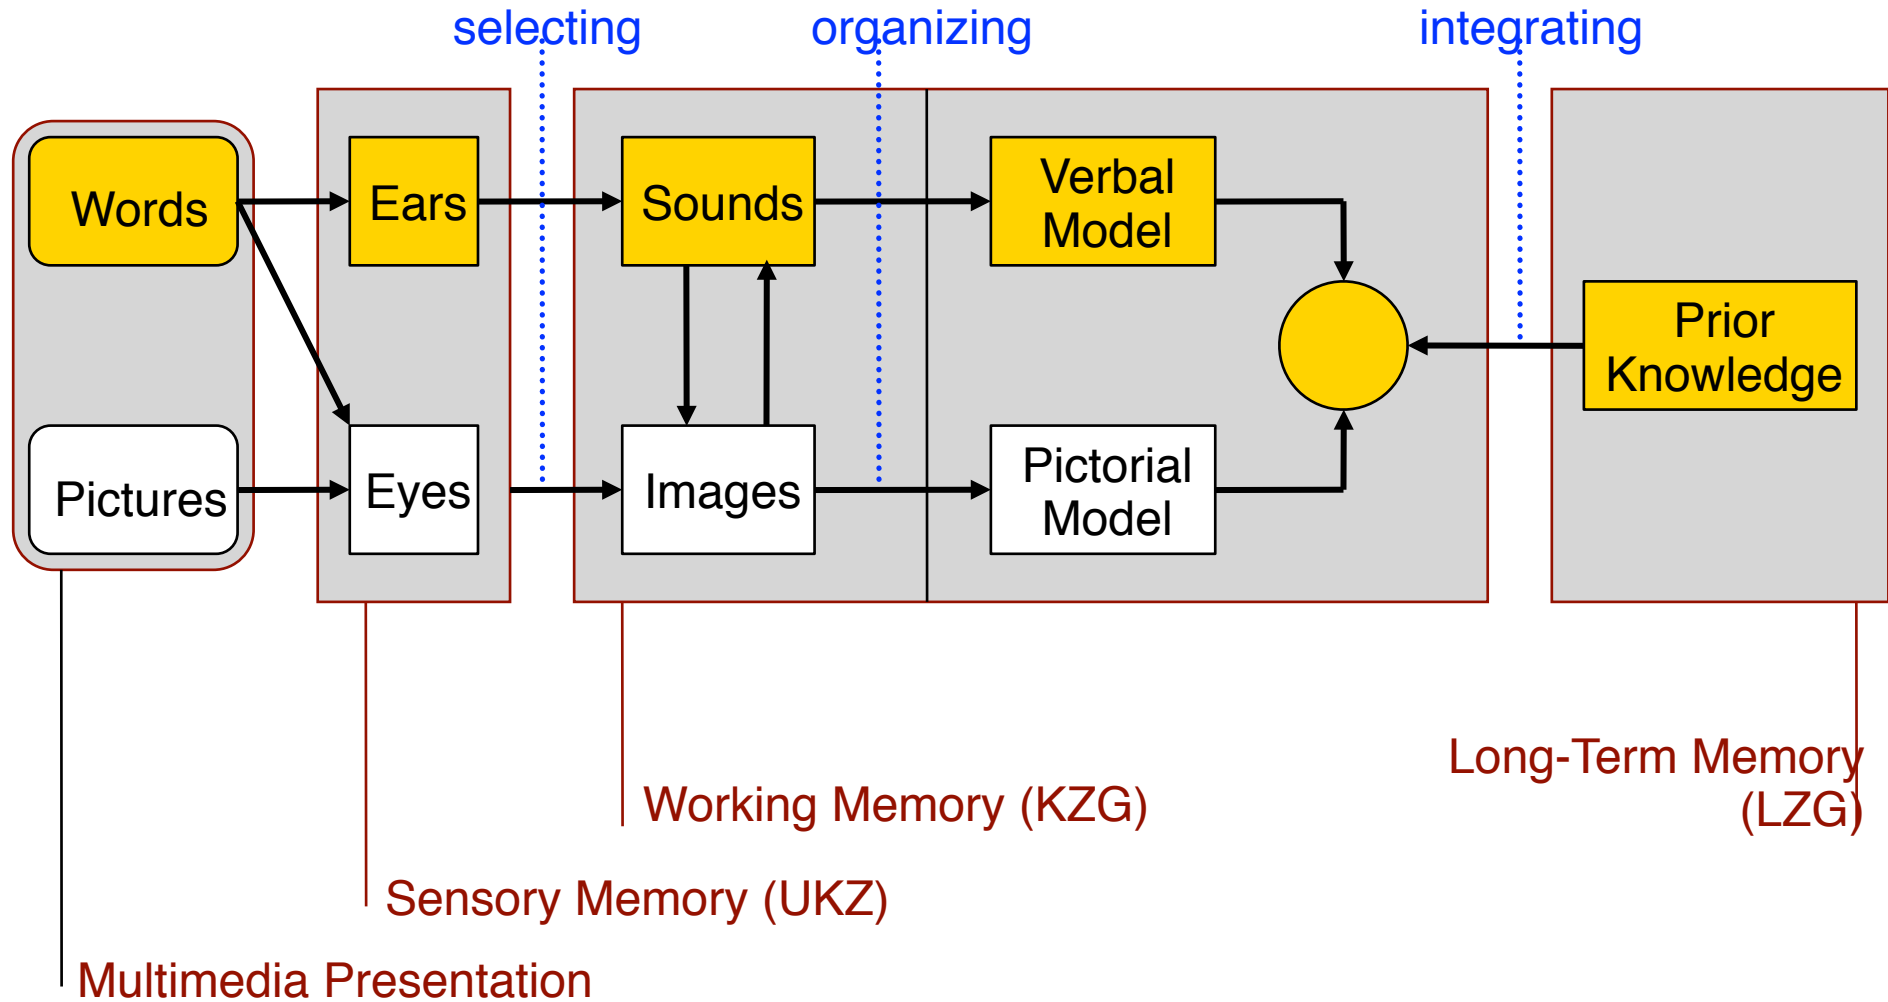 selecting
organizing
integrating
Words
Ears
Sounds
Verbal
Model
Prior
Knowledge
Pictures
Eyes
Images
Pictorial
Model
Long-Term Memory
(LZG)
Working Memory (KZG)
Sensory Memory (UKZ)
Multimedia Presentation